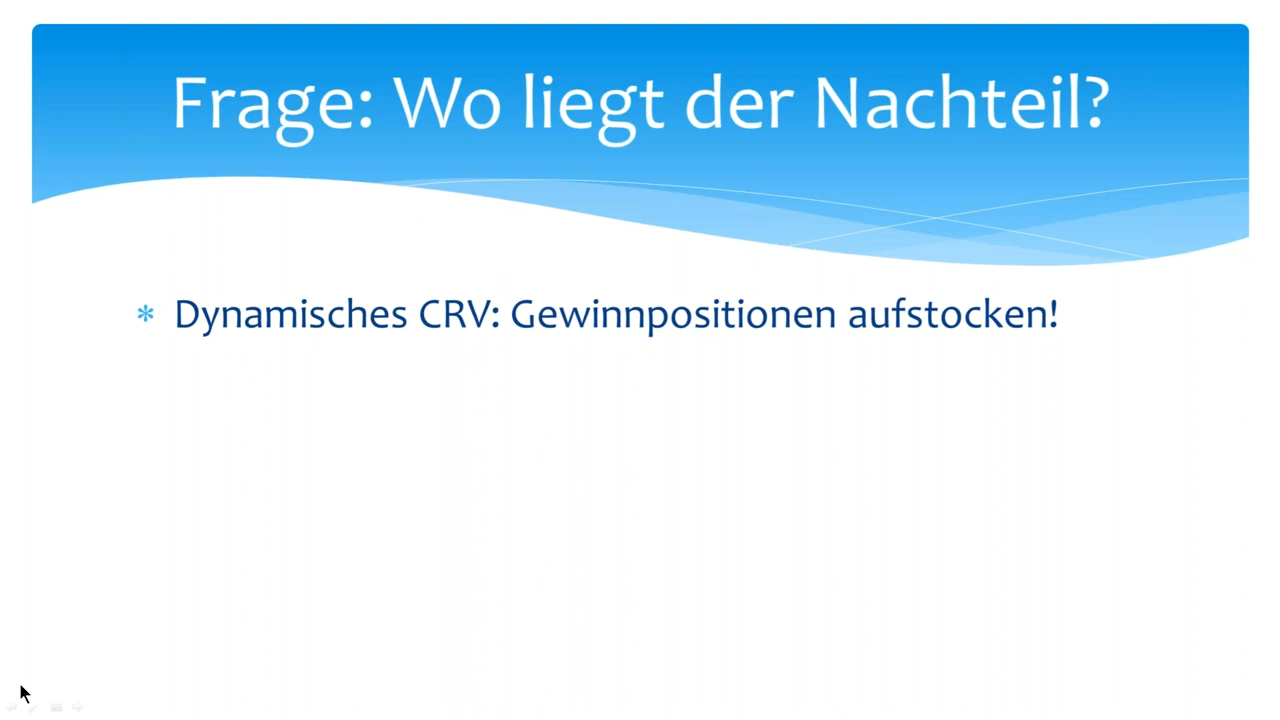 Frage: Wo liegt der Nachteil?
* Dynamisches CRV: Gewinnpositionen aufstocken!